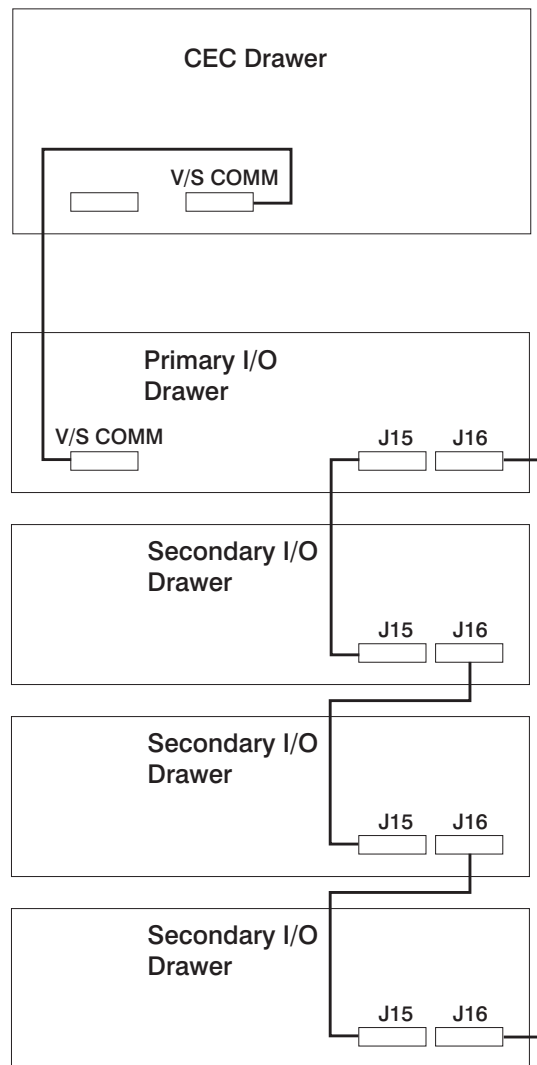 CEC Drawer
V/S COMM
Primary I/O
Drawer
V/S COMM
J15 J16
Secondary I/O
Drawer
J15 J16
Secondary I/O
Drawer
J15 J16
Secondary I/O
Drawer
J15 J16